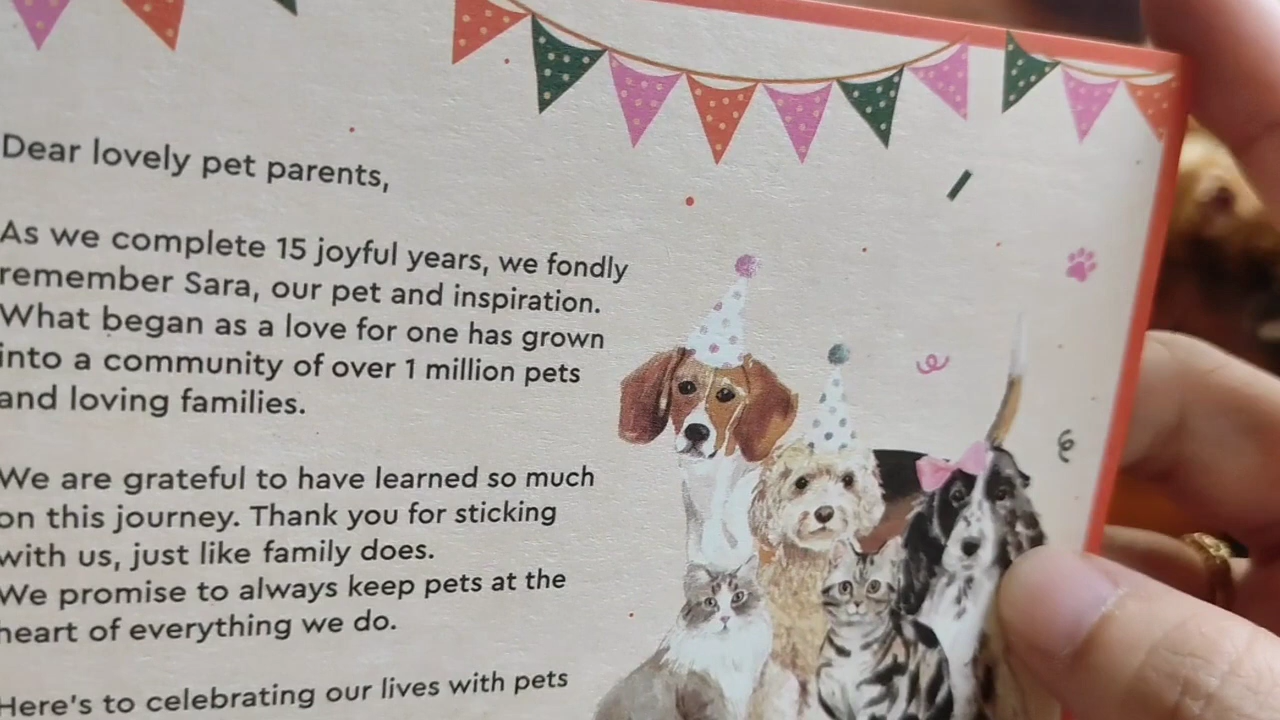 Dear lovely pet parents,
As we complete 15 joyful years, we fondly
remember Sara, our pet and inspiration.
What began as a love for one has grown
into a community of over 1 million pets
and loving families.
We are grateful to have learned so much
on this journey. Thank you for sticking
with us, just like family does.
We promise to always keep pets at the
heart of everything we do.
Here's to celebrating our lives with pets